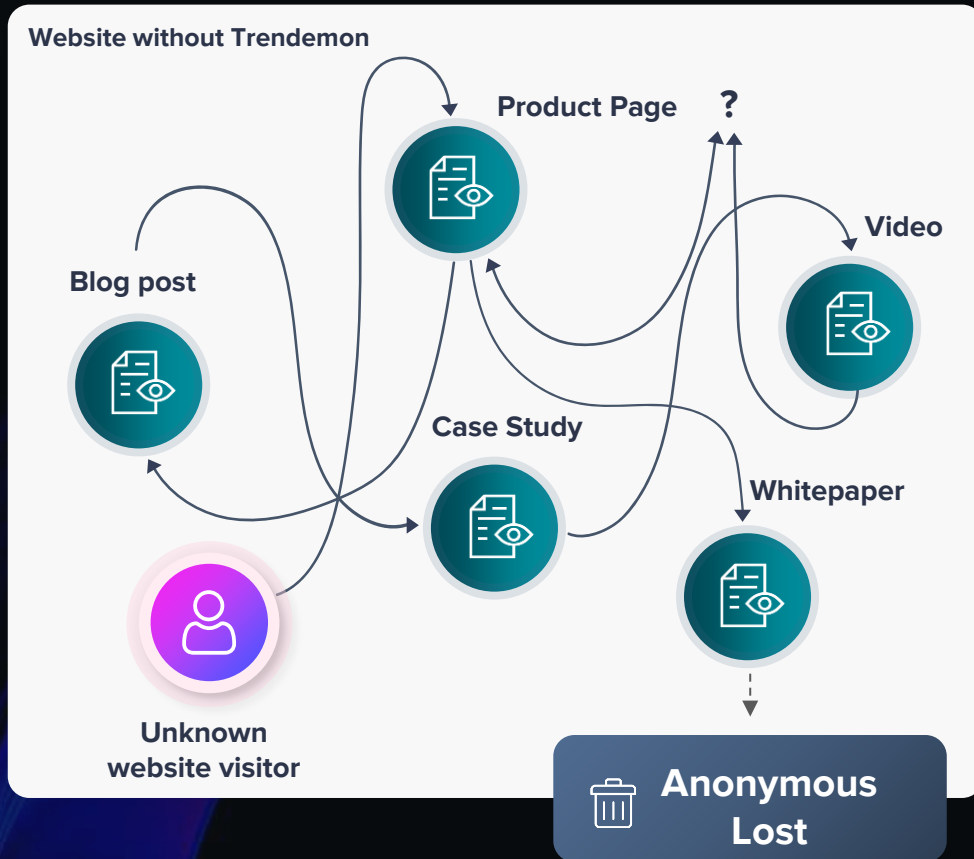 Website without Trendemon
Product Page
?
Video
Blog post
Case Study
Whitepaper
Unknown
website visitor
Anonymous
Lost